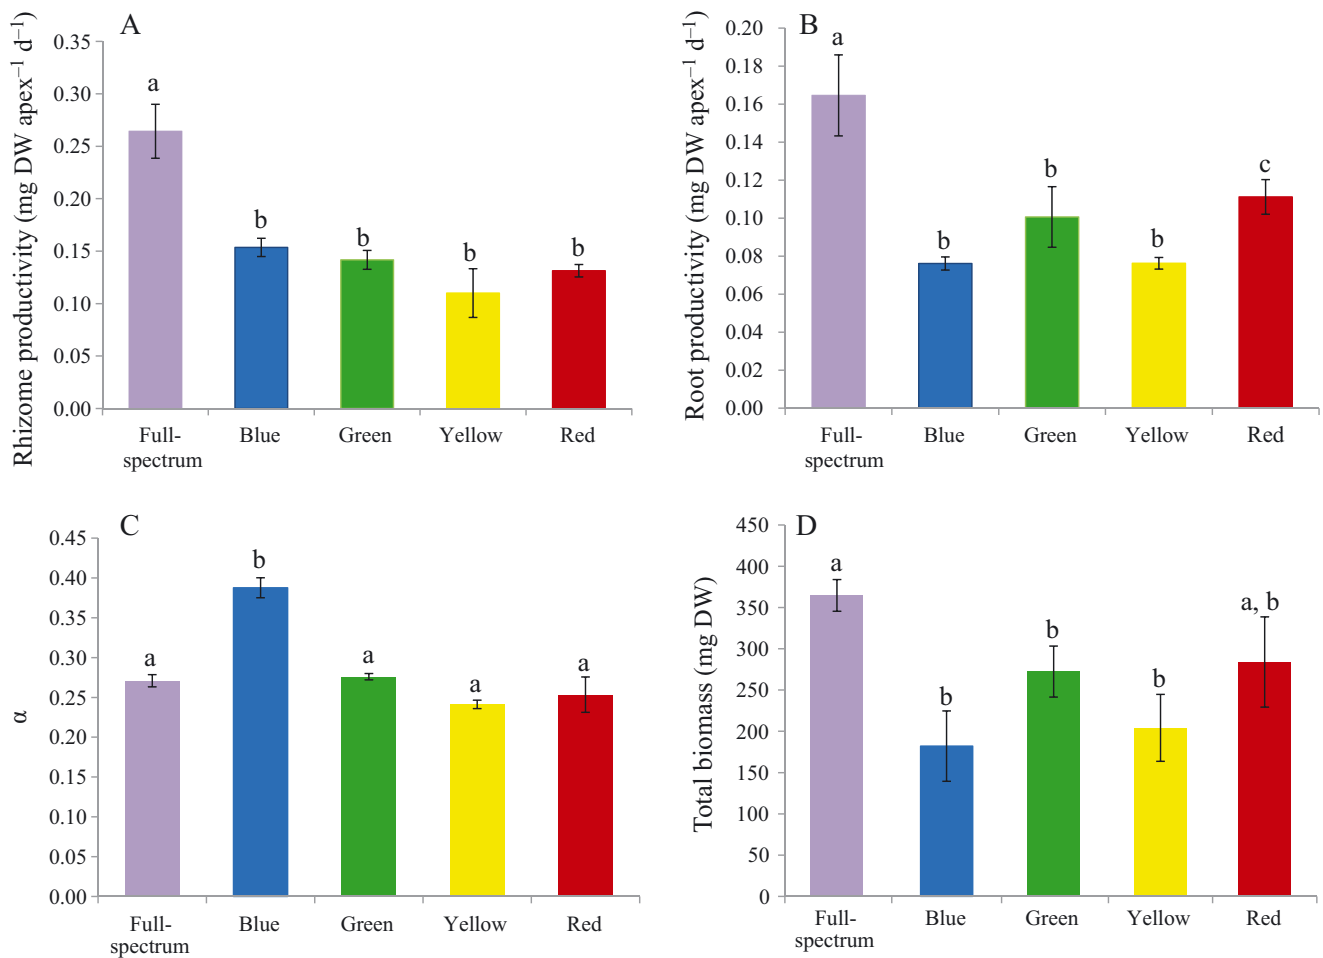 A
Rhizome productivity (mg DW apex⁻¹ d⁻¹)
0.35
0.30
0.25
0.20
0.15
0.10
0.05
0.00
a
b
b
b
b
Full-
spectrum
Blue
Green
Yellow
Red
B
Root productivity (mg DW apex⁻¹ d⁻¹)
0.20
0.18
0.16
0.14
0.12
0.10
0.08
0.06
0.04
0.02
0.00
a
b
b
b
c
Full-
spectrum
Blue
Green
Yellow
Red
C
α
0.45
0.40
0.35
0.30
0.25
0.20
0.15
0.10
0.05
0.00
a
b
a
a
a
Full-
spectrum
Blue
Green
Yellow
Red
D
Total biomass (mg DW)
450
400
350
300
250
200
150
100
50
0
a
b
b
b
a, b
Full-
spectrum
Blue
Green
Yellow
Red